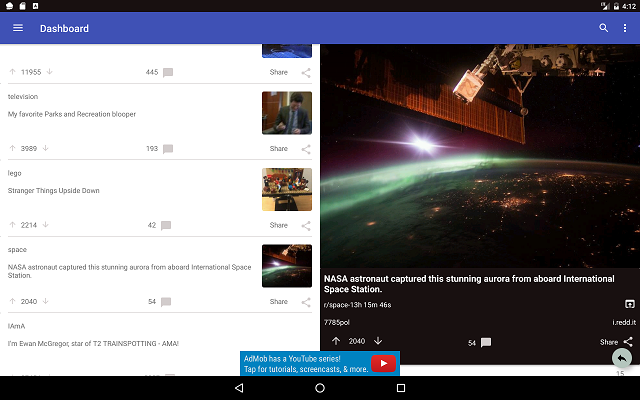 4:12
Dashboard
11955
445
Share
television
My favorite Parks and Recreation blooper
3989
193
Share
lego
Stranger Things Upside Down
2214
42
Share
space
NASA astronaut captured this stunning aurora from aboard International Space
Station.
2040
54
Share
IAmA
I'm Ewan McGregor, star of T2 TRAINSPOTTING - AMA!
NASA astronaut captured this stunning aurora from aboard International
Space Station.
r/space-13h 15m 46s
7785pol
i.redd.it
2040
54
Share
15
AdMob has a YouTube series!
Tap for tutorials, screencasts, & more.